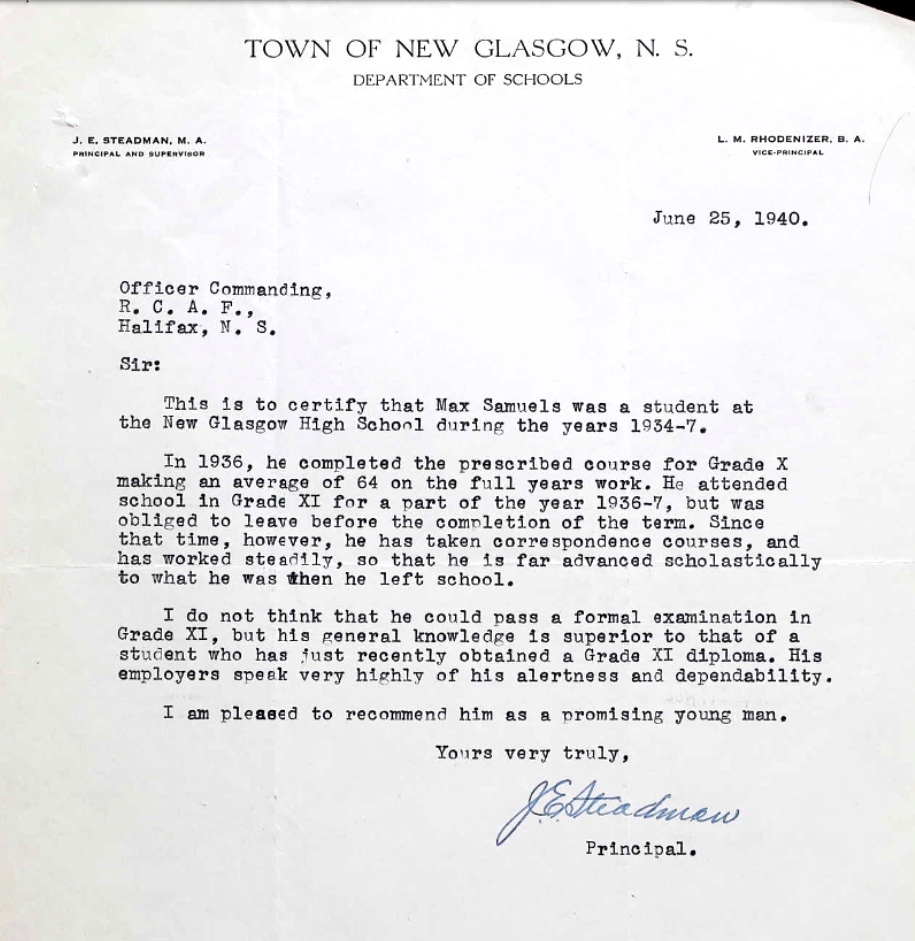 TOWN OF NEW GLASGOW, N. S.
DEPARTMENT OF SCHOOLS
J. E. STEADMAN, M. A.
PRINCIPAL AND SUPERVISOR
L. M. RHODENIZER, B. A.
VICE-PRINCIPAL
June 25, 1940.
Officer Commanding,
R. C. A. F.,
Halifax, N. S.
Sir:
This is to certify that Max Samuels was a student at
the New Glasgow High School during the years 1934-7.
In 1936, he completed the prescribed course for Grade X
making an average of 64 on the full years work. He attended
school in Grade XI for a part of the year 1936-7, but was
obliged to leave before the completion of the term. Since
that time, however, he has taken correspondence courses, and
has worked steadily, so that he is far advanced scholastically
to what he was when he left school.
I do not think that he could pass a formal examination in
Grade XI, but his general knowledge is superior to that of a
student who has just recently obtained a Grade XI diploma. His
employers speak very highly of his alertness and dependability.
I am pleased to recommend him as a promising young man.
Yours very truly,
J.E. Steadman
Principal.